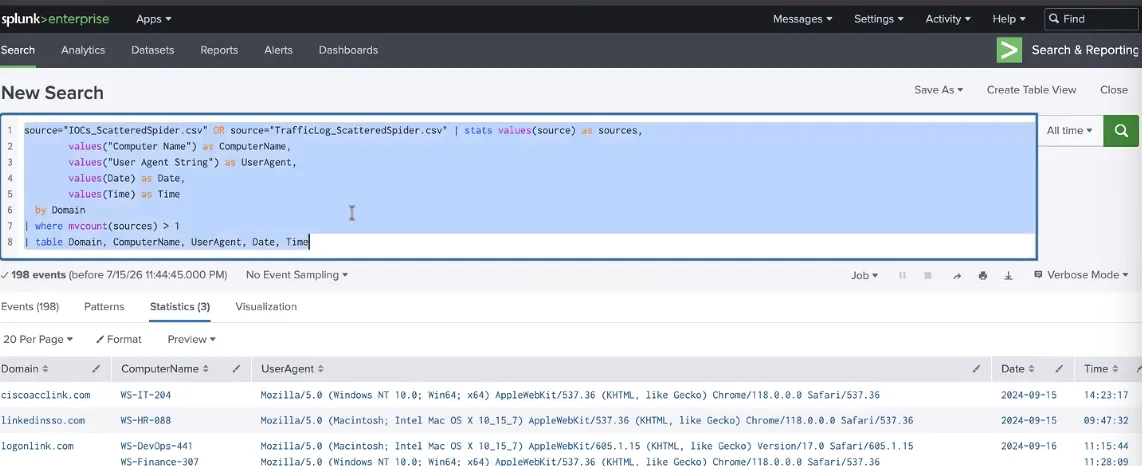 splunk>enterprise Apps ▾ Messages ▾ Settings ▾ Activity ▾ Help ▾ Find
Search Analytics Datasets Reports Alerts Dashboards > Search & Reporting
New Search Save As ▾ Create Table View Close
1 source="IOCs_ScatteredSpider.csv" OR source="TrafficLog_ScatteredSpider.csv" | stats values(source) as sources,
All time ▾
2 values("Computer Name") as ComputerName,
3 values("User Agent String") as UserAgent,
4 values(Date) as Date,
5 values(Time) as Time
6 by Domain
7 | where mvcount(sources) > 1
8 | table Domain, ComputerName, UserAgent, Date, Time
✓ 198 events (before 7/15/26 11:44:45.000 PM) No Event Sampling ▾ Job ▾ Verbose Mode ▾
Events (198) Patterns Statistics (3) Visualization
20 Per Page ▾ Format Preview ▾
Domain ComputerName UserAgent Date Time
ciscoacclink.com WS-IT-204 Mozilla/5.0 (Windows NT 10.0; Win64; x64) AppleWebKit/537.36 (KHTML, like Gecko) Chrome/118.0.0.0 Safari/537.36 2024-09-15 14:23:17
linkedinsso.com WS-HR-088 Mozilla/5.0 (Macintosh; Intel Mac OS X 10_15_7) AppleWebKit/537.36 (KHTML, like Gecko) Chrome/118.0.0.0 Safari/537.36 2024-09-15 09:47:32
logonlink.com WS-DevOps-441 Mozilla/5.0 (Macintosh; Intel Mac OS X 10_15_7) AppleWebKit/605.1.15 (KHTML, like Gecko) Version/17.0 Safari/605.1.15 2024-09-16 11:15:44
WS-Finance-307 Mozilla/5.0 (Windows NT 10.0; Win64; x64) AppleWebKit/537.36 (KHTML, like Gecko) Chrome/118.0.0.0 Safari/537.36 11:28:09